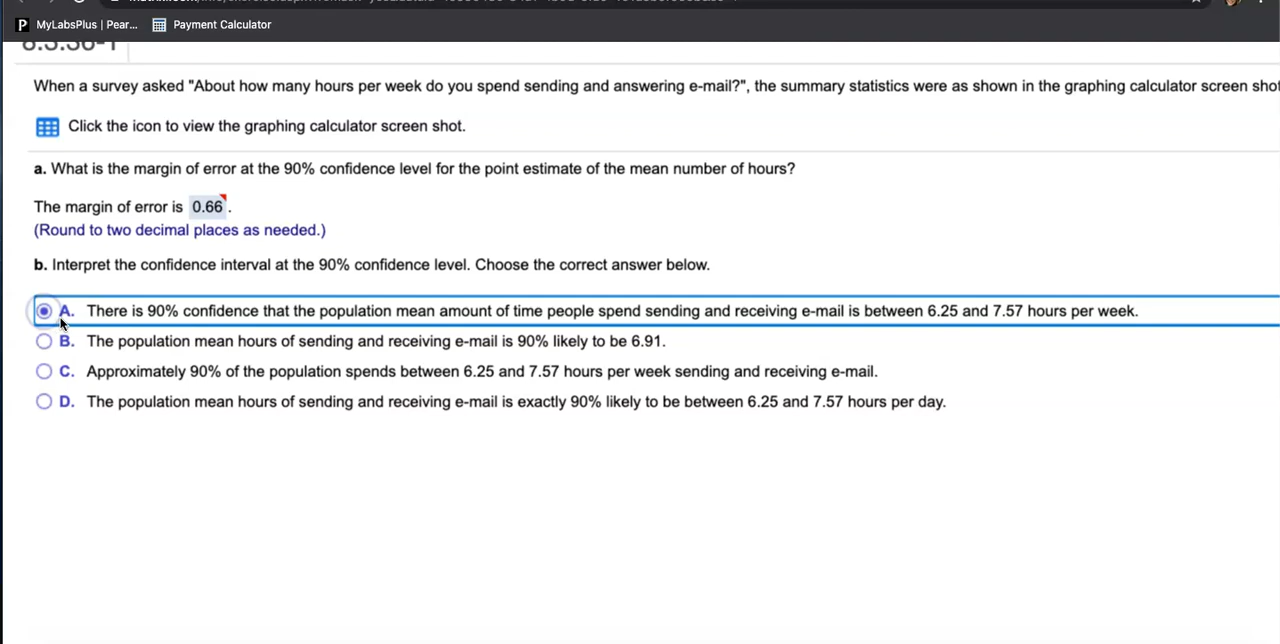 MyLabsPlus | Pear... Payment Calculator
When a survey asked "About how many hours per week do you spend sending and answering e-mail?", the summary statistics were as shown in the graphing calculator screen shot
Click the icon to view the graphing calculator screen shot.
a. What is the margin of error at the 90% confidence level for the point estimate of the mean number of hours?
The margin of error is 0.66 .
(Round to two decimal places as needed.)
b. Interpret the confidence interval at the 90% confidence level. Choose the correct answer below.
A. There is 90% confidence that the population mean amount of time people spend sending and receiving e-mail is between 6.25 and 7.57 hours per week.
B. The population mean hours of sending and receiving e-mail is 90% likely to be 6.91.
C. Approximately 90% of the population spends between 6.25 and 7.57 hours per week sending and receiving e-mail.
D. The population mean hours of sending and receiving e-mail is exactly 90% likely to be between 6.25 and 7.57 hours per day.